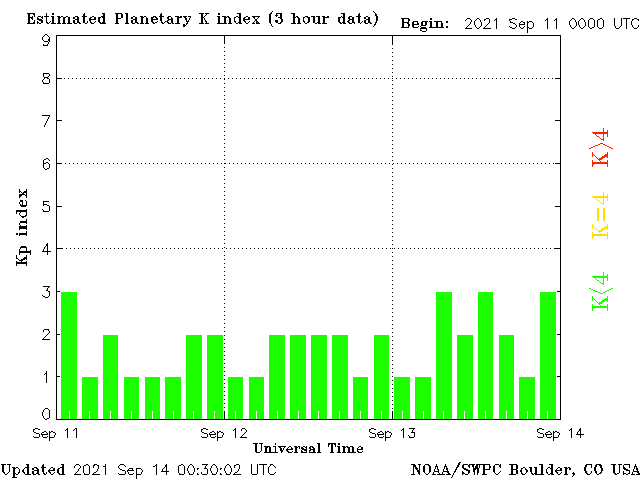 Estimated Planetary K index (3 hour data)
Begin: 2021 Sep 11 0000 UTC
9
8
7
6
5
4
3
2
1
0
Kp index
K>4
K=4
K<4
Sep 11
Sep 12
Sep 13
Sep 14
Universal Time
Updated 2021 Sep 14 00:30:02 UTC
NOAA/SWPC Boulder, CO USA